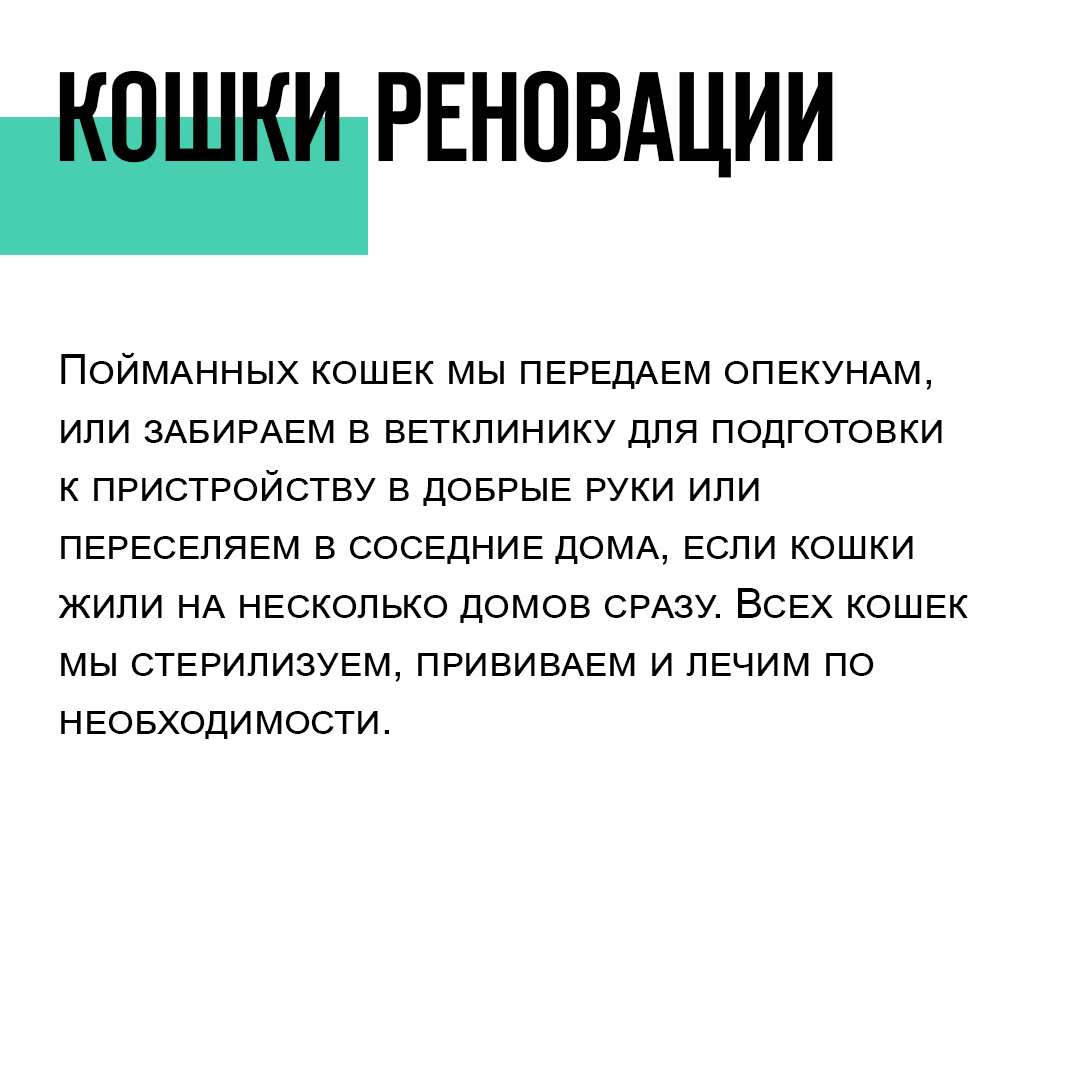 КОШКИ РЕНОВАЦИИ
Пойманных кошек мы передаем опекунам,
или забираем в ветклинику для подготовки
к пристройству в добрые руки или
переселяем в соседние дома, если кошки
жили на несколько домов сразу. Всех кошек
мы стерилизуем, прививаем и лечим по
необходимости.